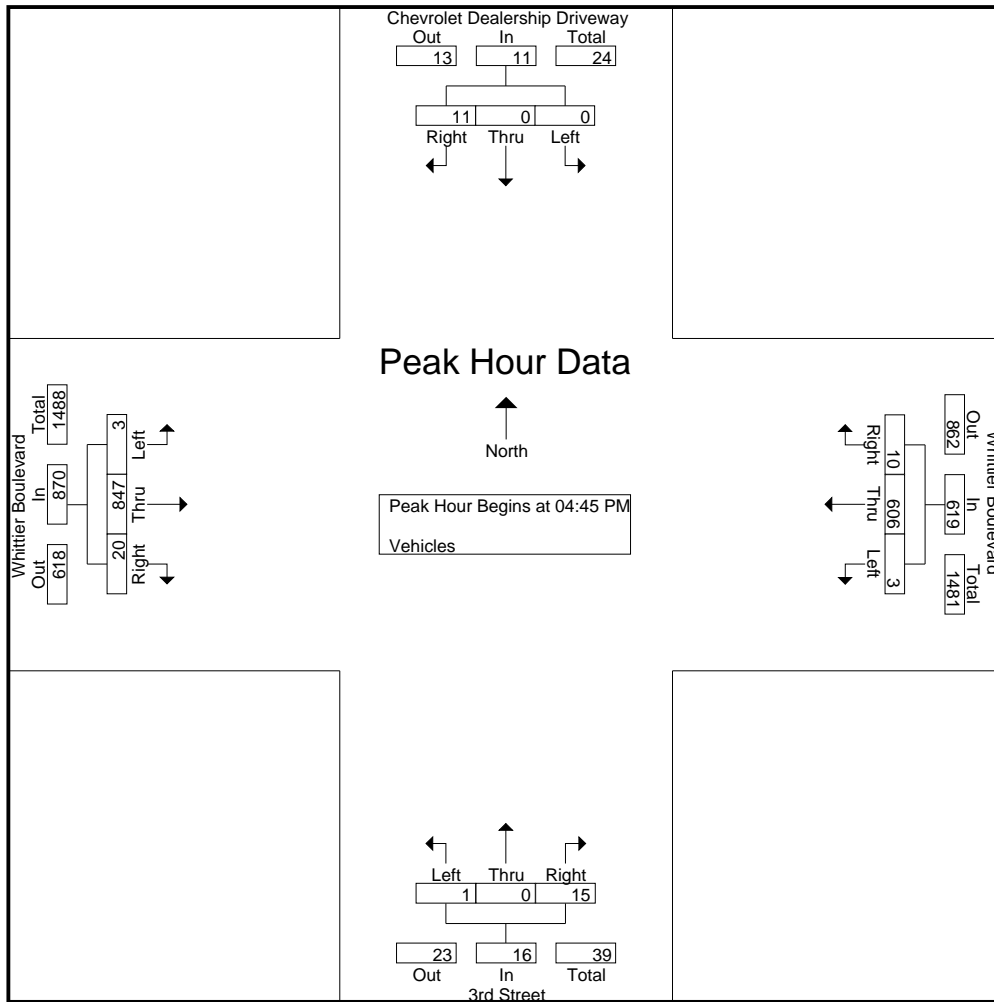 Chevrolet Dealership Driveway
Out In Total
13 11 24
11 0 0
Right Thru Left
Peak Hour Data
North
Peak Hour Begins at 04:45 PM
Vehicles
Whittier Boulevard
Out In Total
618 870 1488
20 847 3
Right Thru Left
Whittier Boulevard
Out In Total
862 619 1481
10 606 3
Right Thru Left
Left Thru Right
1 0 15
23 16 39
Out In Total
3rd Street